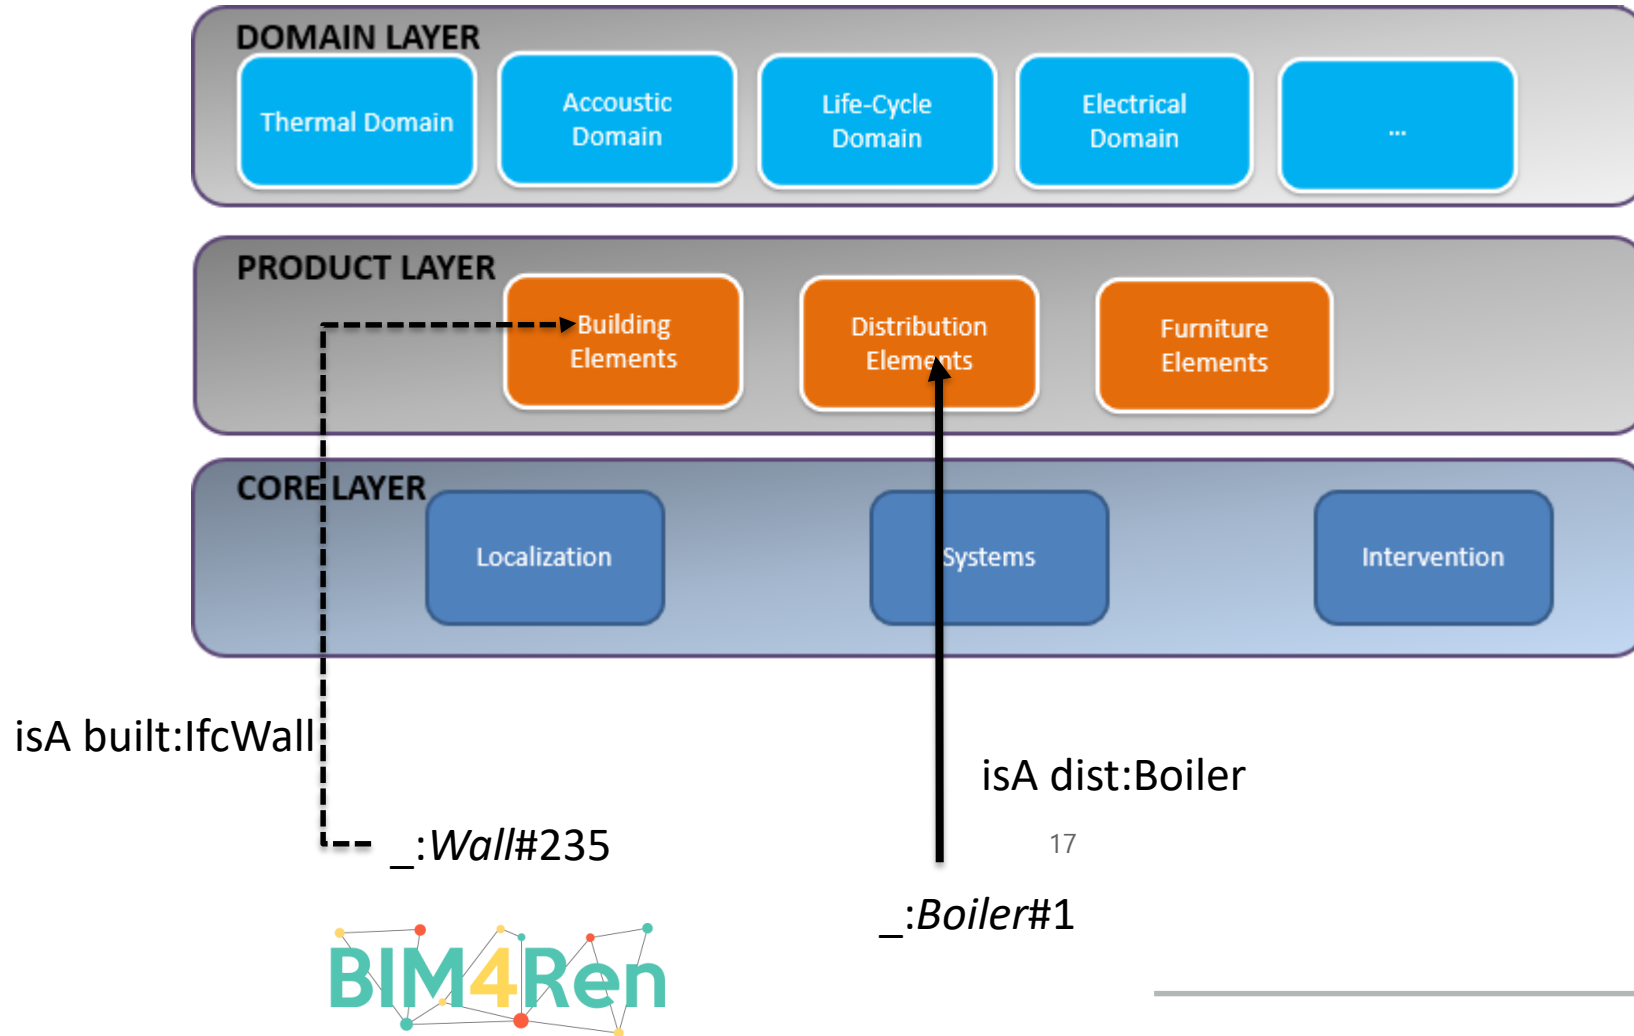 DOMAIN LAYER
Thermal Domain
Accoustic
Domain
Life-Cycle
Domain
Electrical
Domain
...
PRODUCT LAYER
Building
Elements
Distribution
Elements
Furniture
Elements
CORE LAYER
Localization
Systems
Intervention
isA built:IfcWall
isA dist:Boiler
_:Wall#235
17
_:Boiler#1
BIM4Ren